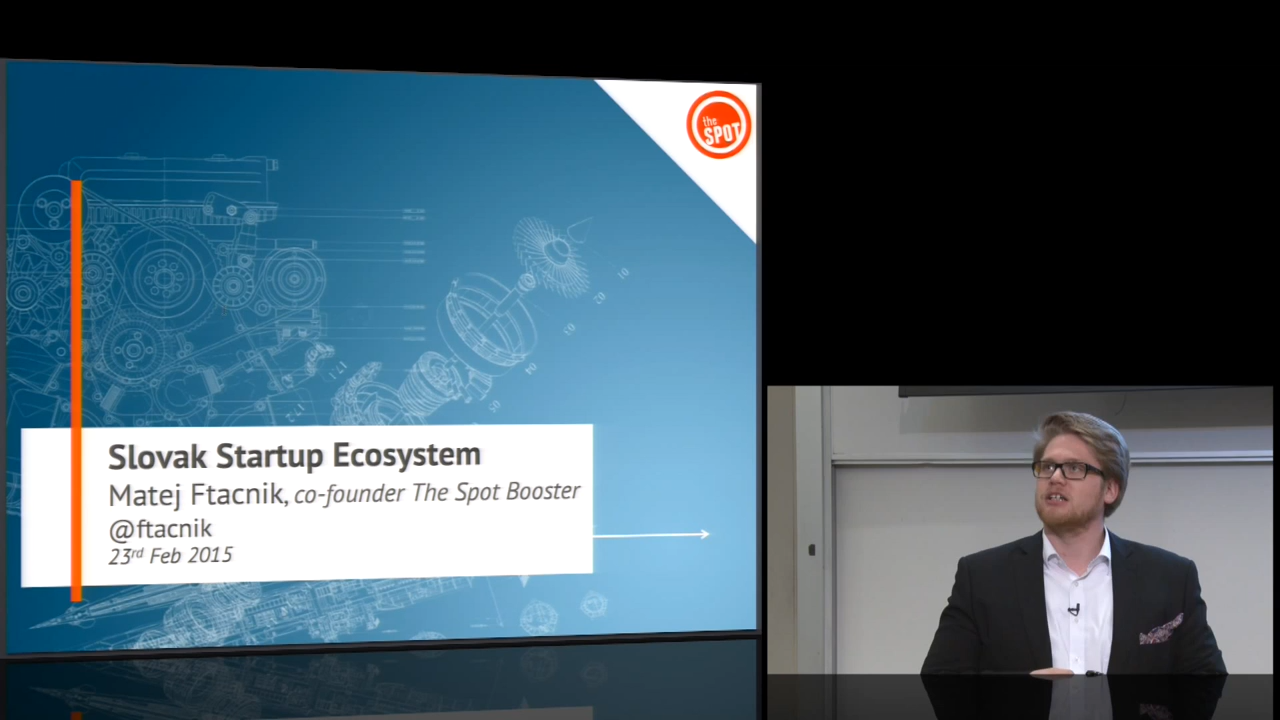 the
SPOT
Slovak Startup Ecosystem
Matej Ftacnik, co-founder The Spot Booster
@ftacnik
23rd Feb 2015